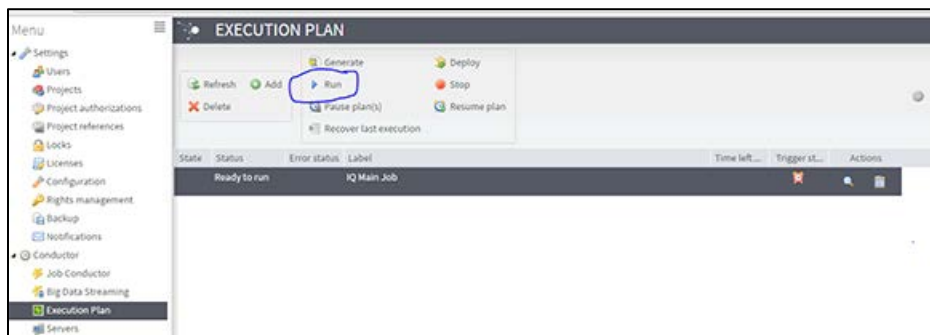 Menu
EXECUTION PLAN
Settings
Users
Projects
Project authorizations
Project references
Locks
Licenses
Configuration
Rights management
Backup
Notifications
Conductor
Job Conductor
Big Data Streaming
Execution Plan
Servers
Refresh
Add
Delete
Generate
Deploy
Run
Stop
Pause plan(s)
Resume plan
Recover last execution
State Status Error status Label Time left... Trigger st... Actions
Ready to run IQ Main Job